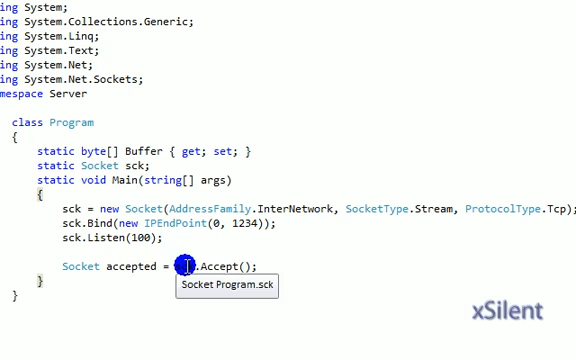 ing System;
ing System.Collections.Generic;
ing System.Linq;
ing System.Text;
ing System.Net;
ing System.Net.Sockets;
mespace Server
class Program
{
static byte[] Buffer { get; set; }
static Socket sck;
static void Main(string[] args)
{
sck = new Socket(AddressFamily.InterNetwork, SocketType.Stream, ProtocolType.Tcp);
sck.Bind(new IPEndPoint(0, 1234));
sck.Listen(100);
Socket accepted = .Accept();
Socket Program.sck
}
}
xSilent